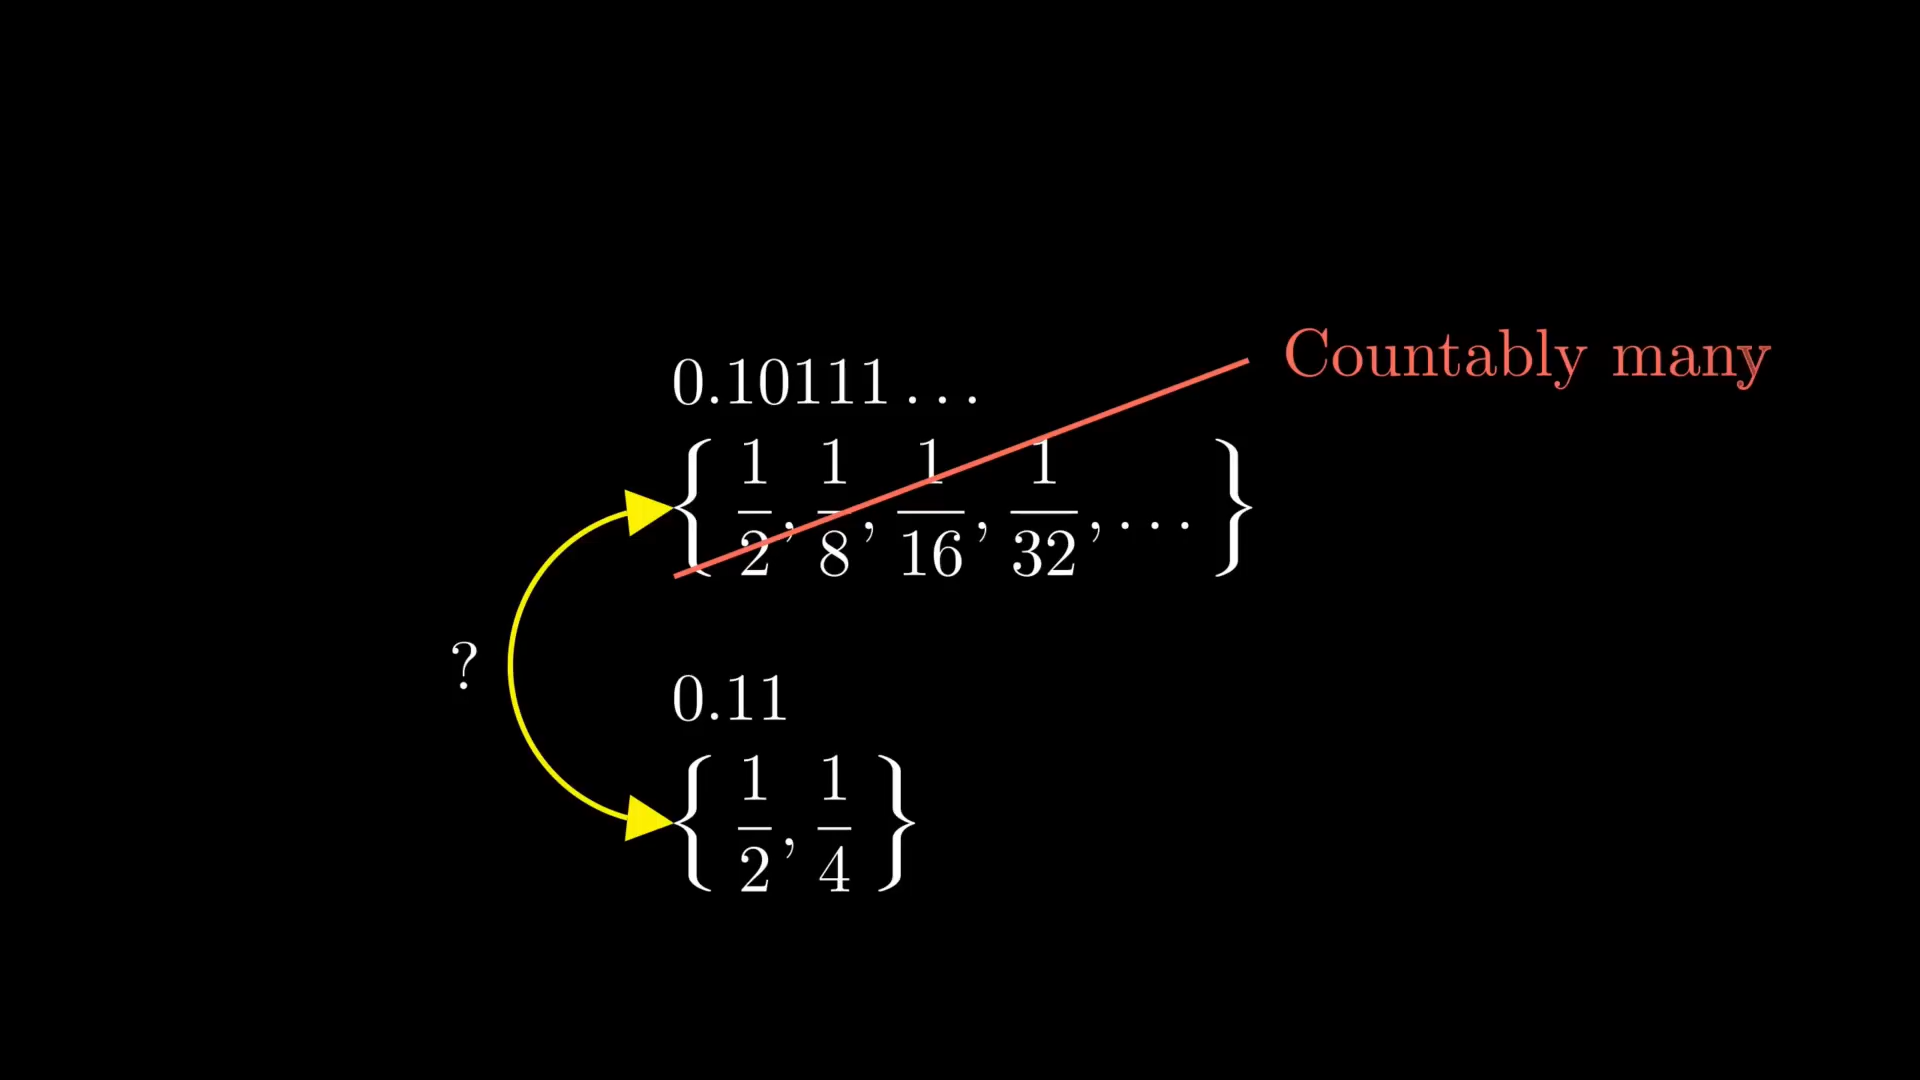 Countably many
0.10111...
{ 1/2, 1/8, 1/16, 1/32, ... }
?
0.11
{ 1/2, 1/4 }